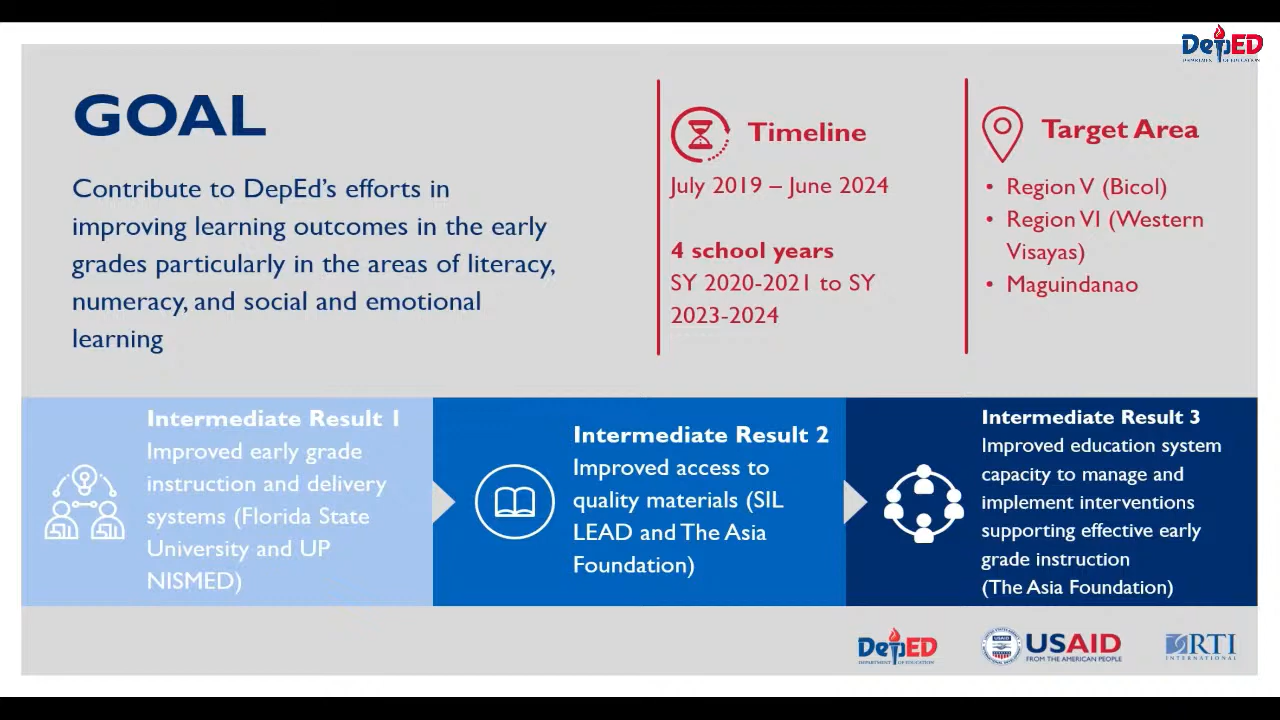 DepED
DEPARTMENT OF EDUCATION
GOAL
Contribute to DepEd's efforts in
improving learning outcomes in the early
grades particularly in the areas of literacy,
numeracy, and social and emotional
learning
Timeline
July 2019 – June 2024
4 school years
SY 2020-2021 to SY
2023-2024
Target Area
• Region V (Bicol)
• Region VI (Western
Visayas)
• Maguindanao
Intermediate Result 1
Improved early grade
instruction and delivery
systems (Florida State
University and UP
NISMED)
Intermediate Result 2
Improved access to
quality materials (SIL
LEAD and The Asia
Foundation)
Intermediate Result 3
Improved education system
capacity to manage and
implement interventions
supporting effective early
grade instruction
(The Asia Foundation)
DepED
DEPARTMENT OF EDUCATION
USAID
USAID
FROM THE AMERICAN PEOPLE
RTI
INTERNATIONAL